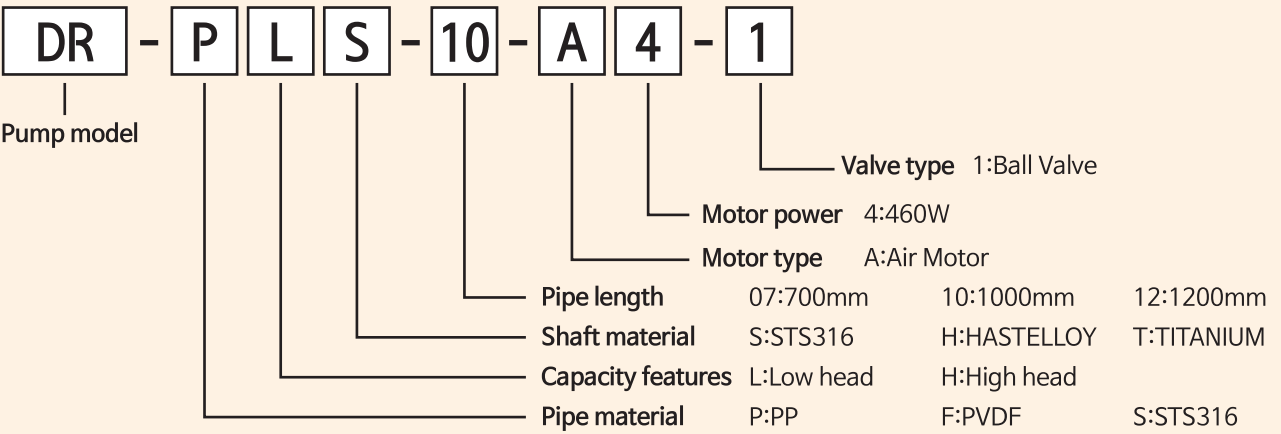 DR - P L S - 10 - A 4 - 1
Pump model
Valve type 1:Ball Valve
Motor power 4:460W
Motor type A:Air Motor
Pipe length 07:700mm 10:1000mm 12:1200mm
Shaft material S:STS316 H:HASTELLOY T:TITANIUM
Capacity features L:Low head H:High head
Pipe material P:PP F:PVDF S:STS316